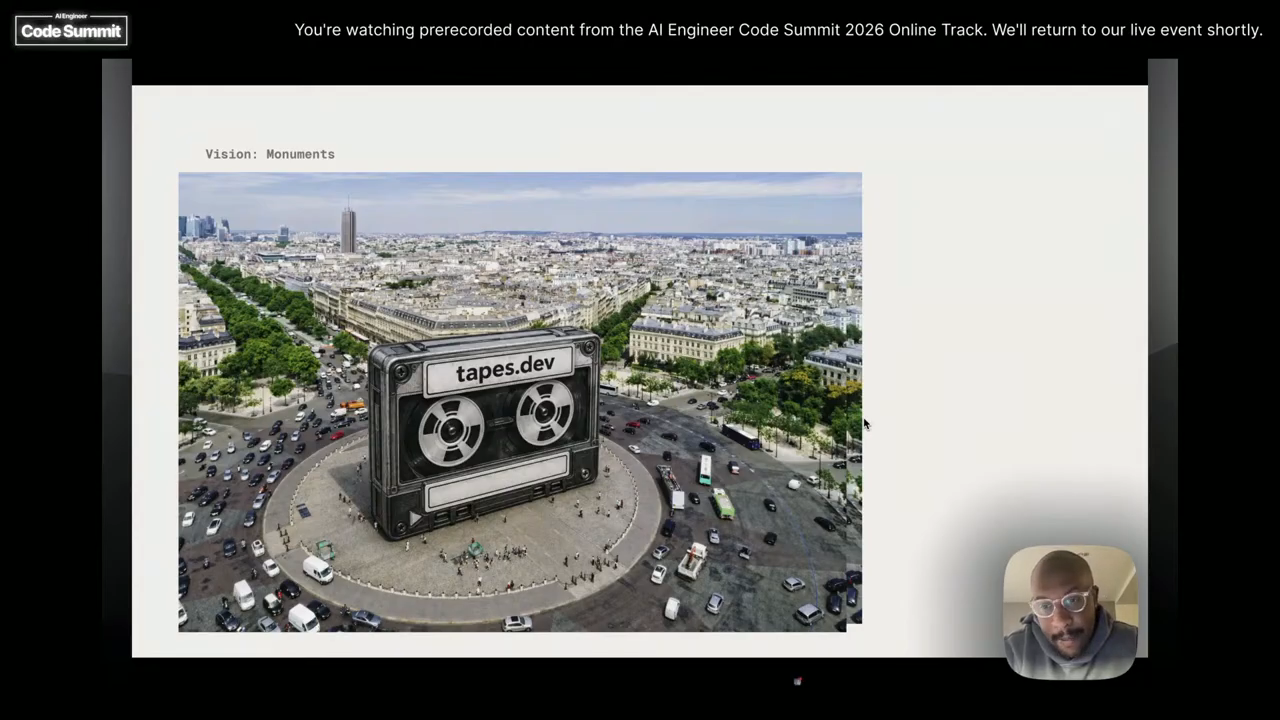 AI Engineer
Code Summit
You're watching prerecorded content from the AI Engineer Code Summit 2026 Online Track. We'll return to our live event shortly.
Vision: Monuments
tapes.dev